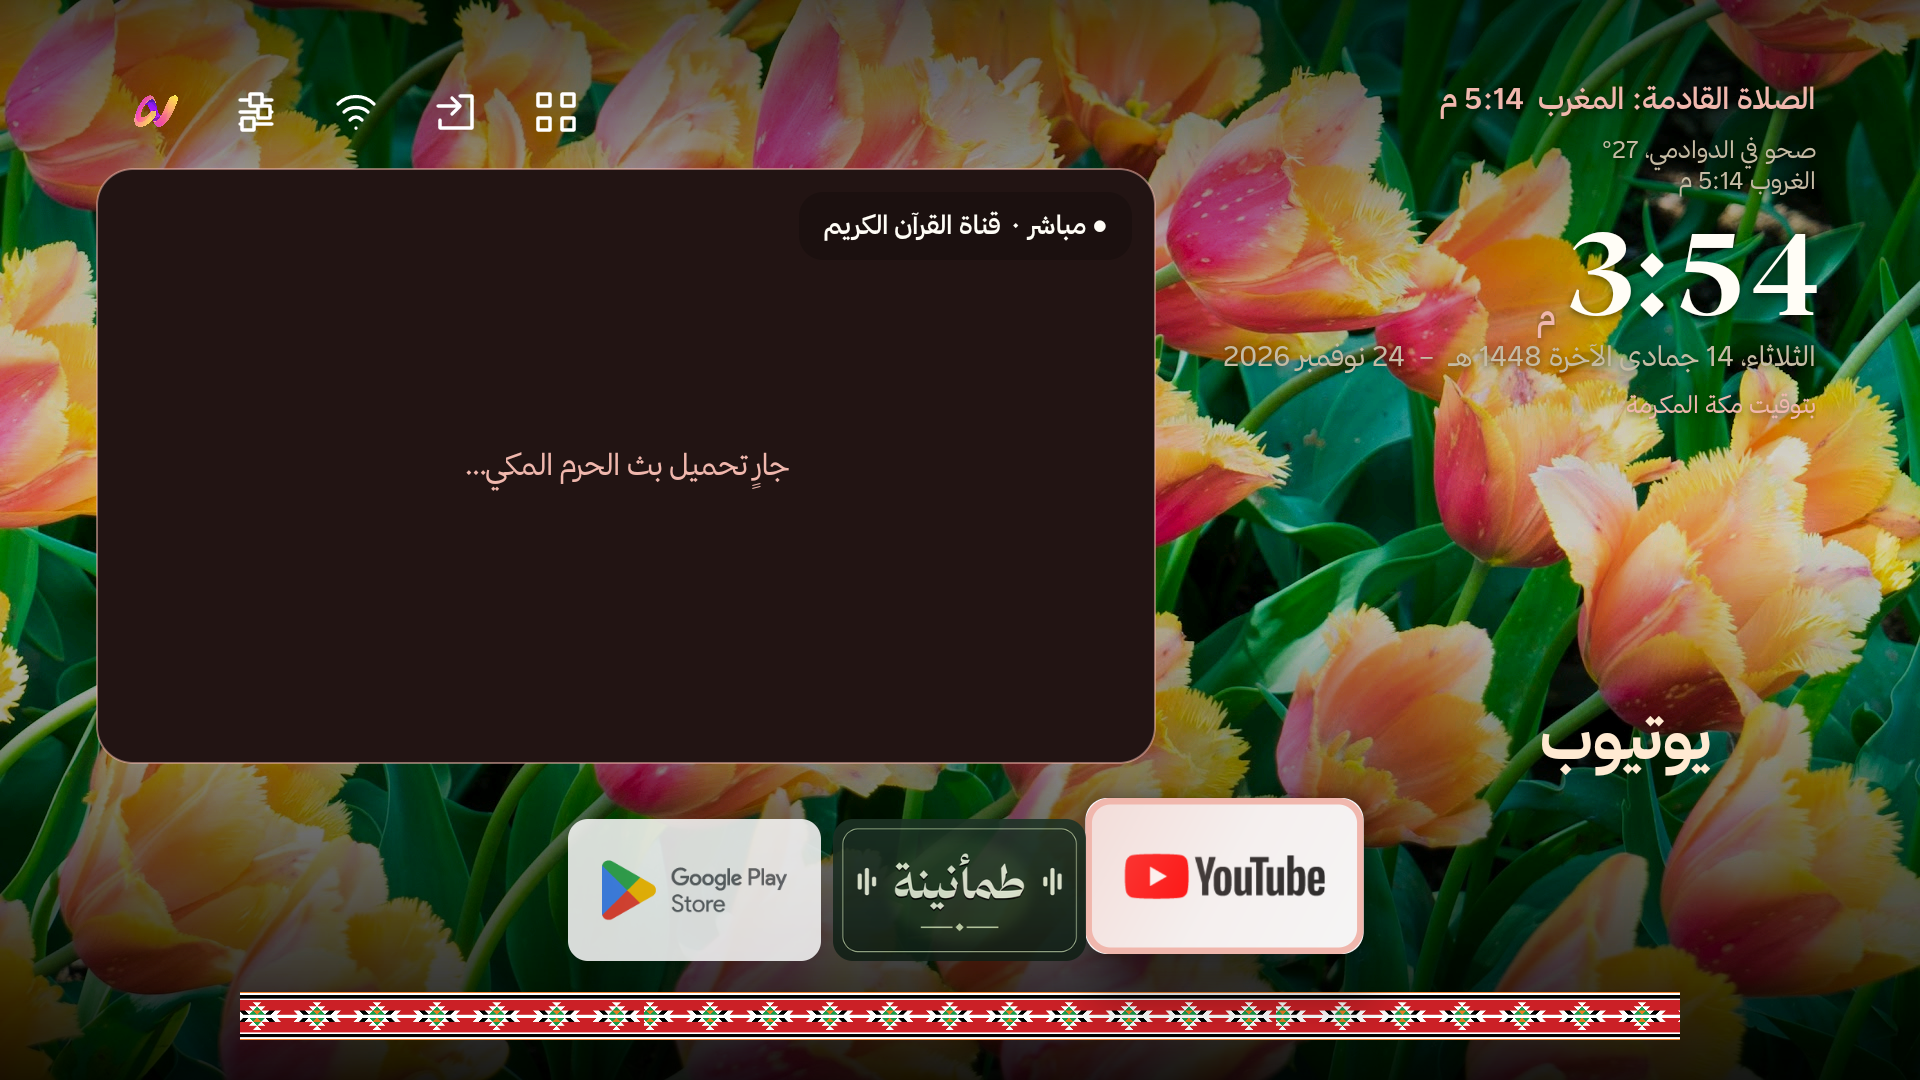 الصلاة القادمة: المغرب 5:14 م
صحو في الدوادمي، 27°
الغروب 5:14 م
3:54 م
الثلاثاء، 14 جمادى الآخرة 1448 هـ – 24 نوفمبر 2026
بتوقيت مكة المكرمة
● مباشر · قناة القرآن الكريم
جارٍ تحميل بث الحرم المكي...
يوتيوب
YouTube
طمأنينة
Google Play
Store